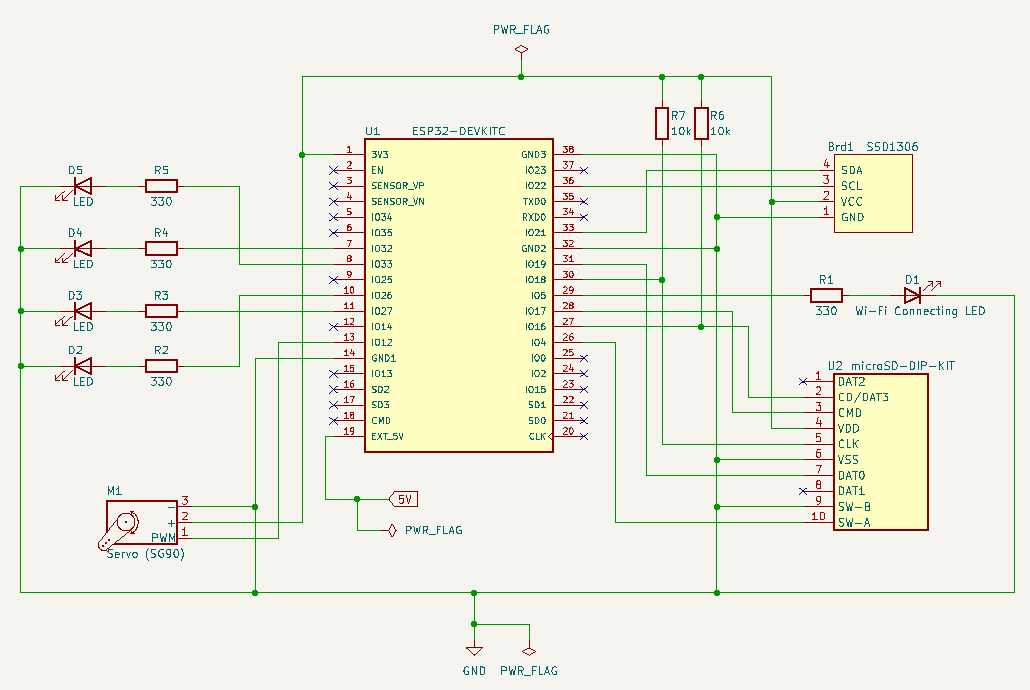 PWR_FLAG
U1 ESP32-DEVKITC
1 3V3
2 EN
3 SENSOR_VP
4 SENSOR_VN
5 IO34
6 IO35
7 IO32
8 IO33
9 IO25
10 IO26
11 IO27
12 IO14
13 IO12
14 GND1
15 IO13
16 SD2
17 SD3
18 CMD
19 EXT_5V
GND3 38
IO23 37
IO22 36
TXD0 35
RXD0 34
IO21 33
GND2 32
IO19 31
IO18 30
IO5 29
IO17 28
IO16 27
IO4 26
IO0 25
IO2 24
IO15 23
SD1 22
SD0 21
CLK 20
R7
10k
R6
10k
Brd1 SSD1306
4 SDA
3 SCL
2 VCC
1 GND
D5
LED
R5
330
D4
LED
R4
330
D3
LED
R3
330
D2
LED
R2
330
R1
330
D1
Wi-Fi Connecting LED
U2 microSD-DIP-KIT
1 DAT2
2 CD/DAT3
3 CMD
4 VDD
5 CLK
6 VSS
7 DAT0
8 DAT1
9 SW-B
10 SW-A
M1
- 3
+ 2
PWM 1
Servo (SG90)
5V
PWR_FLAG
GND
PWR_FLAG